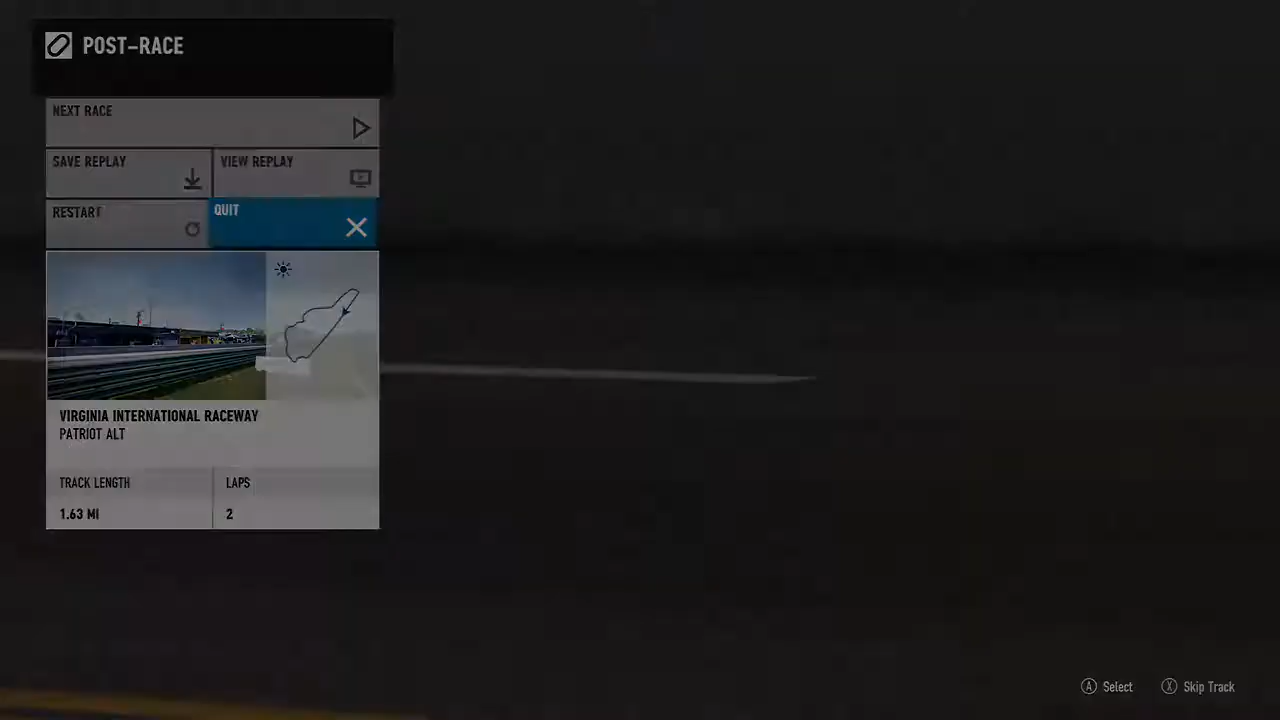 POST-RACE
NEXT RACE
SAVE REPLAY
VIEW REPLAY
RESTART
QUIT
VIRGINIA INTERNATIONAL RACEWAY
PATRIOT ALT
TRACK LENGTH
LAPS
1.63 MI
2
A Select
X Skip Track